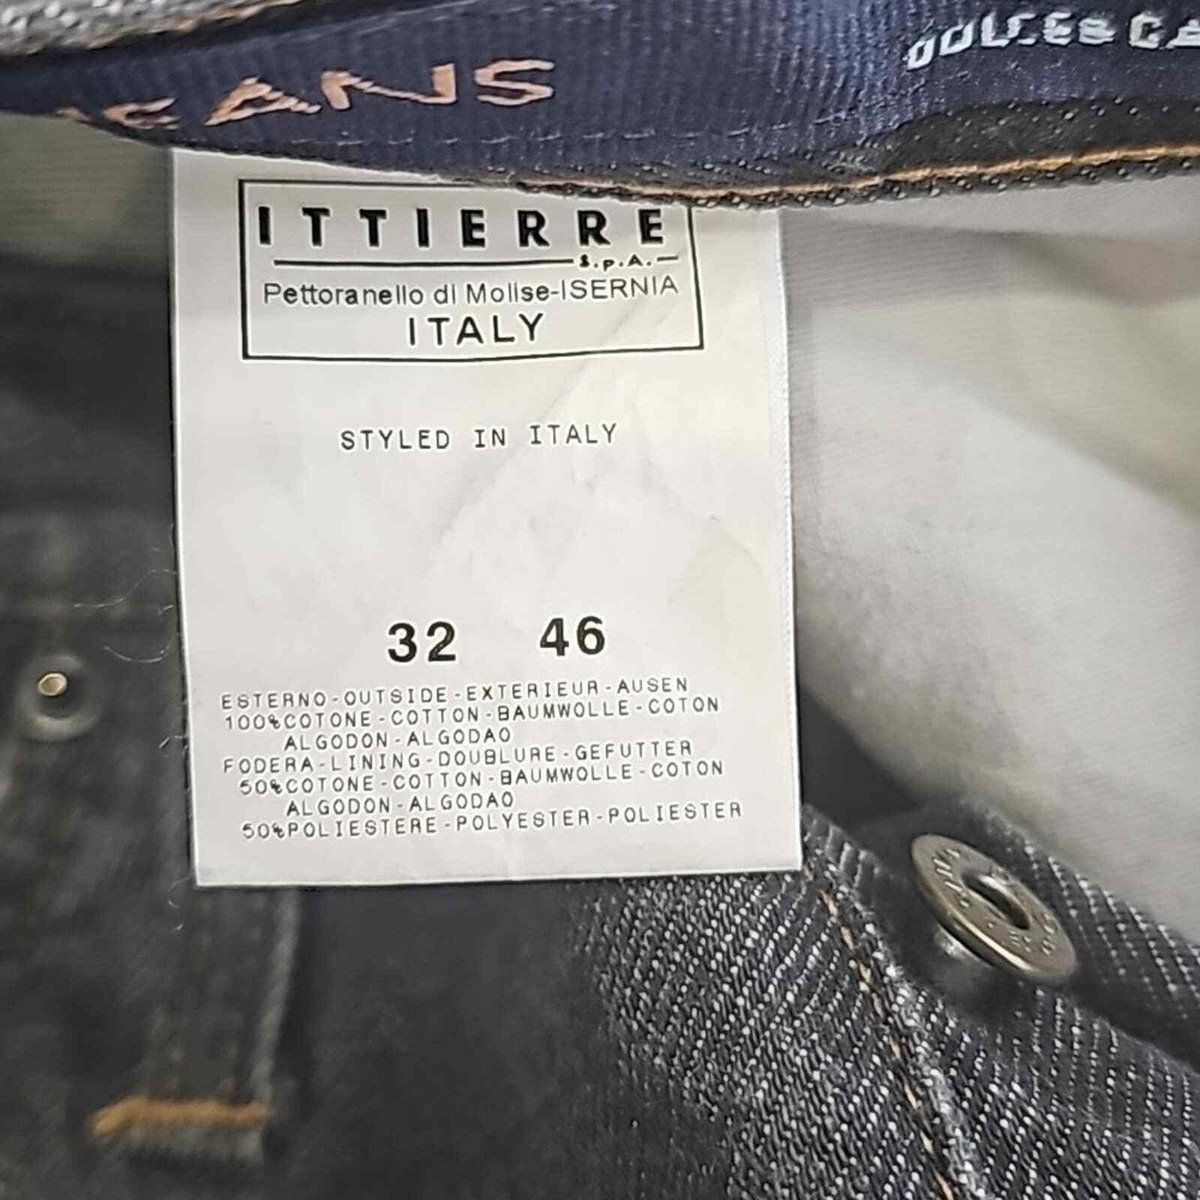 JEANS
DOLCE & GA
ITTIERRE
S.p.A.
Pettoranello di Molise-ISERNIA
ITALY
STYLED IN ITALY
32 46
ESTERNO-OUTSIDE-EXTERIEUR-AUSEN
100%COTONE-COTTON-BAUMWOLLE-COTON
ALGODON-ALGODAO
FODERA-LINING-DOUBLURE-GEFUTTER
50%COTONE-COTTON-BAUMWOLLE-COTON
ALGODON-ALGODAO
50%POLIESTERE-POLYESTER-POLIESTER